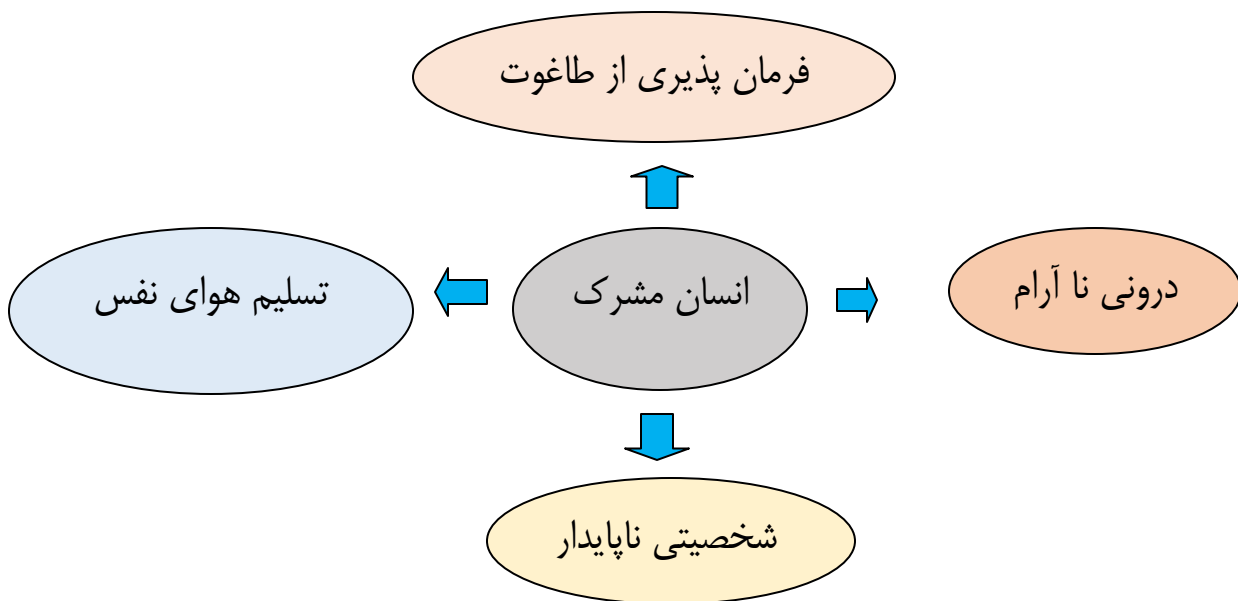 فرمان پذیری از طاغوت
درونی نا آرام
انسان مشرک
تسلیم هوای نفس
شخصیتی ناپایدار